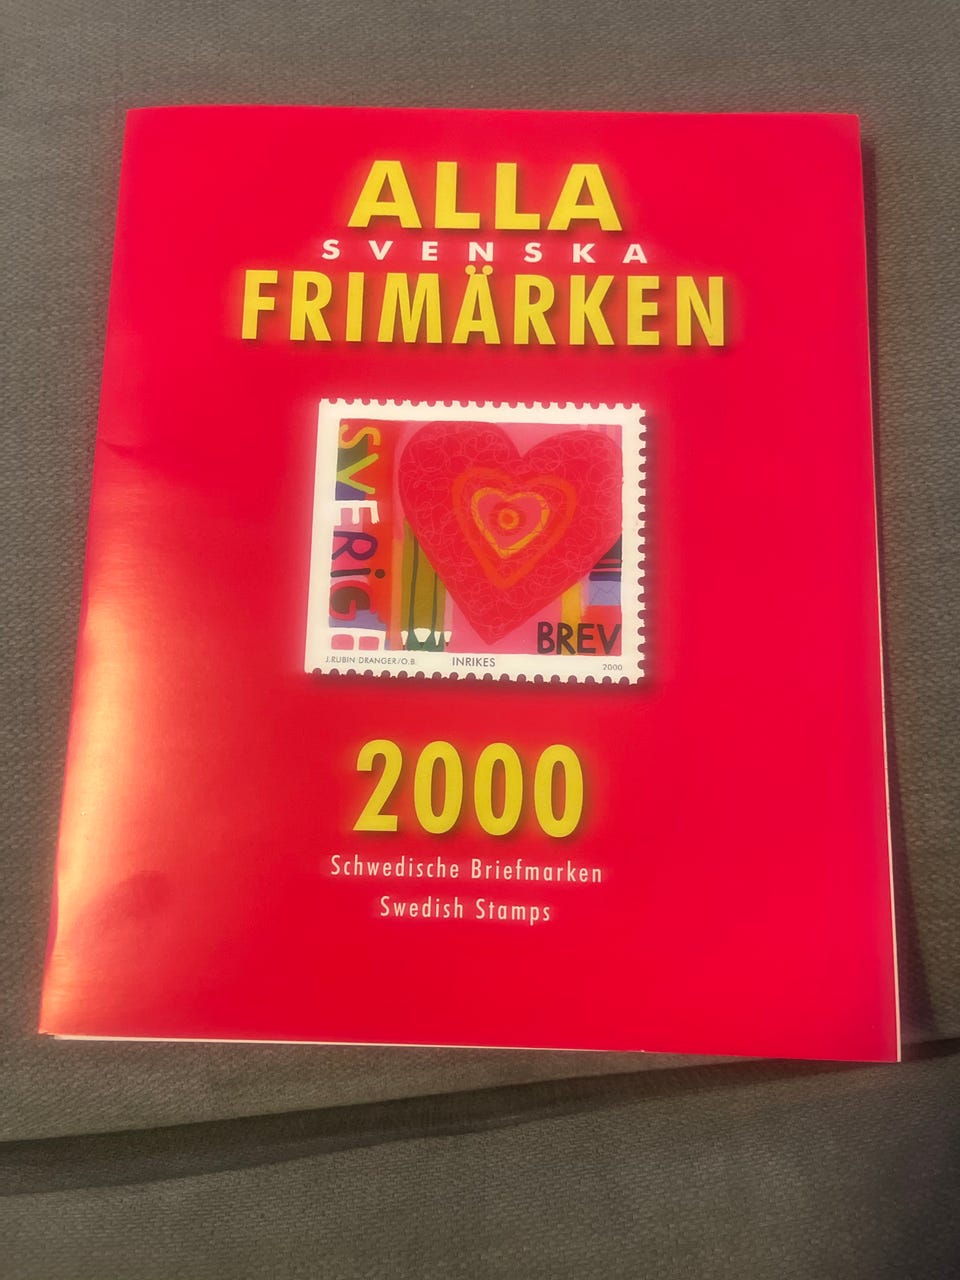 ALLA
SVENSKA
FRIMÄRKEN
SVERIGE
BREV
J.RUBIN DRANGER/O.B. INRIKES 2000
2000
Schwedische Briefmarken
Swedish Stamps